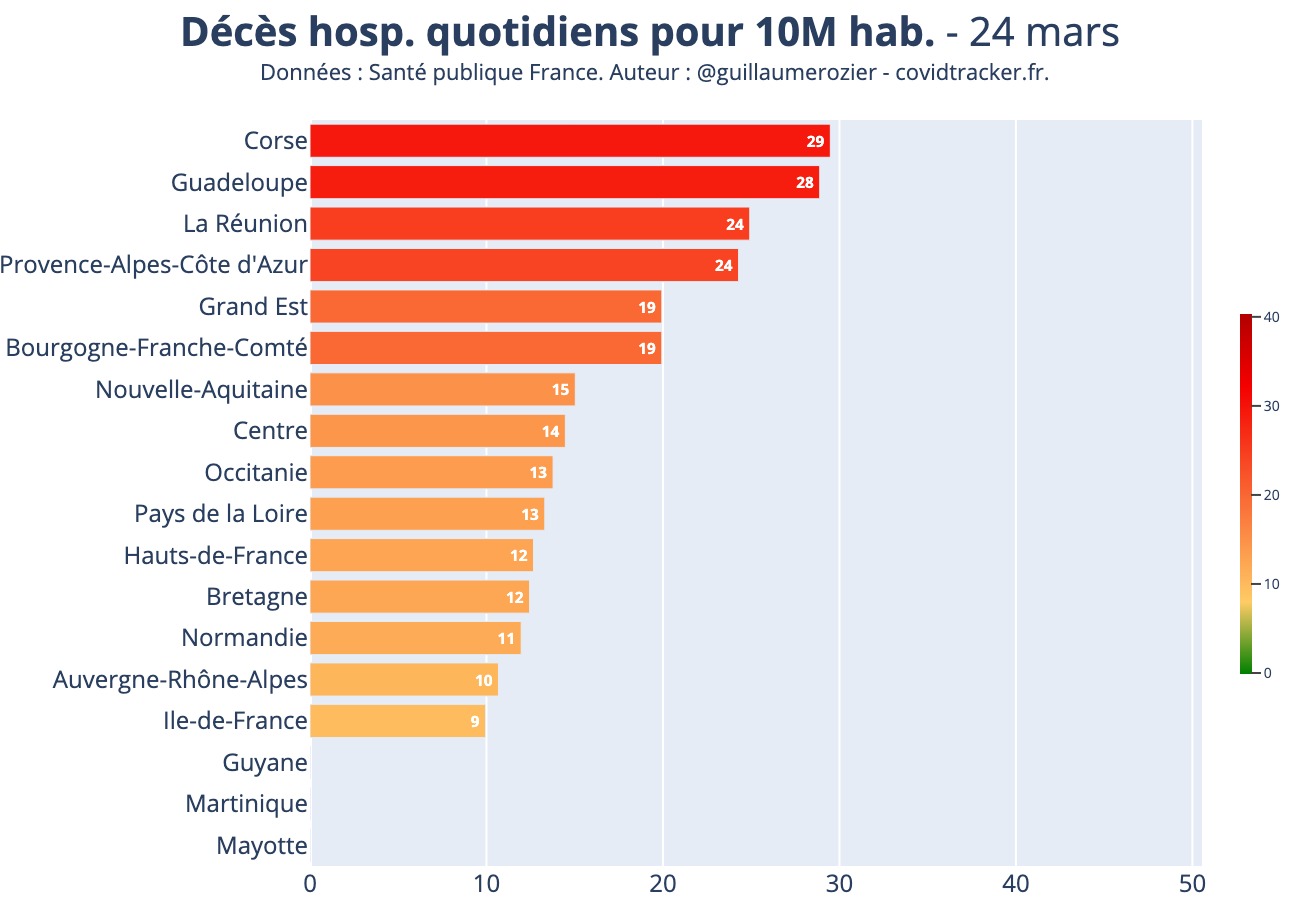 Décès hosp. quotidiens pour 10M hab. - 24 mars
Données : Santé publique France. Auteur : @guillaumerozier - covidtracker.fr.
Corse 29
Guadeloupe 28
La Réunion 24
Provence-Alpes-Côte d'Azur 24
Grand Est 19
Bourgogne-Franche-Comté 19
Nouvelle-Aquitaine 15
Centre 14
Occitanie 13
Pays de la Loire 13
Hauts-de-France 12
Bretagne 12
Normandie 11
Auvergne-Rhône-Alpes 10
Ile-de-France 9
Guyane
Martinique
Mayotte
0 10 20 30 40 50
40
30
20
10
0